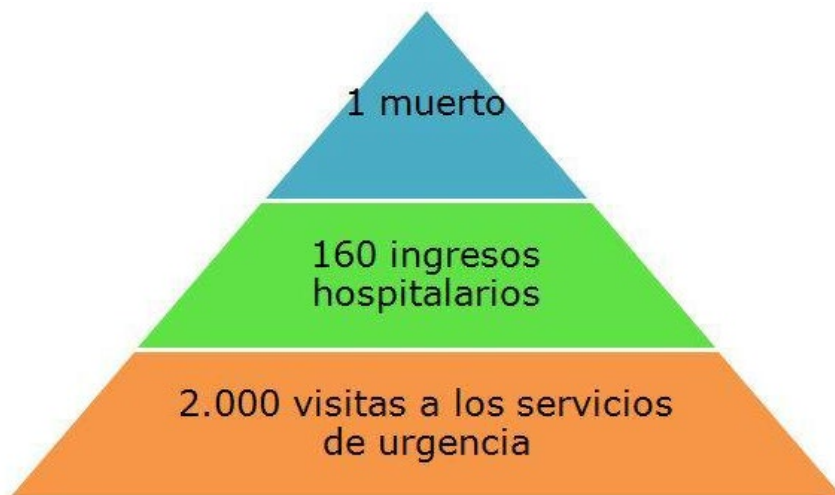 1 muerto
160 ingresos
hospitalarios
2.000 visitas a los servicios
de urgencia